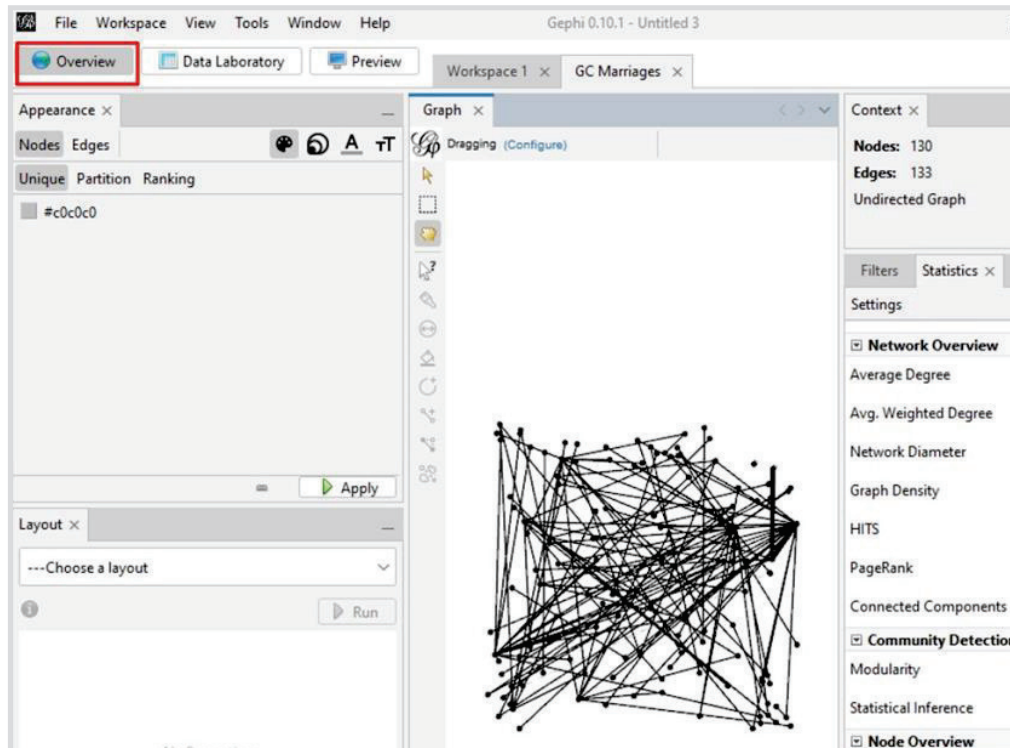 File Workspace View Tools Window Help
Gephi 0.10.1 - Untitled 3
Overview
Data Laboratory
Preview
Workspace 1
GC Marriages
Appearance
Nodes Edges
Unique Partition Ranking
#c0c0c0
Apply
Layout
---Choose a layout
Run
Graph
Dragging (Configure)
Context
Nodes: 130
Edges: 133
Undirected Graph
Filters
Statistics
Settings
Network Overview
Average Degree
Avg. Weighted Degree
Network Diameter
Graph Density
HITS
PageRank
Connected Components
Community Detectio
Modularity
Statistical Inference
Node Overview